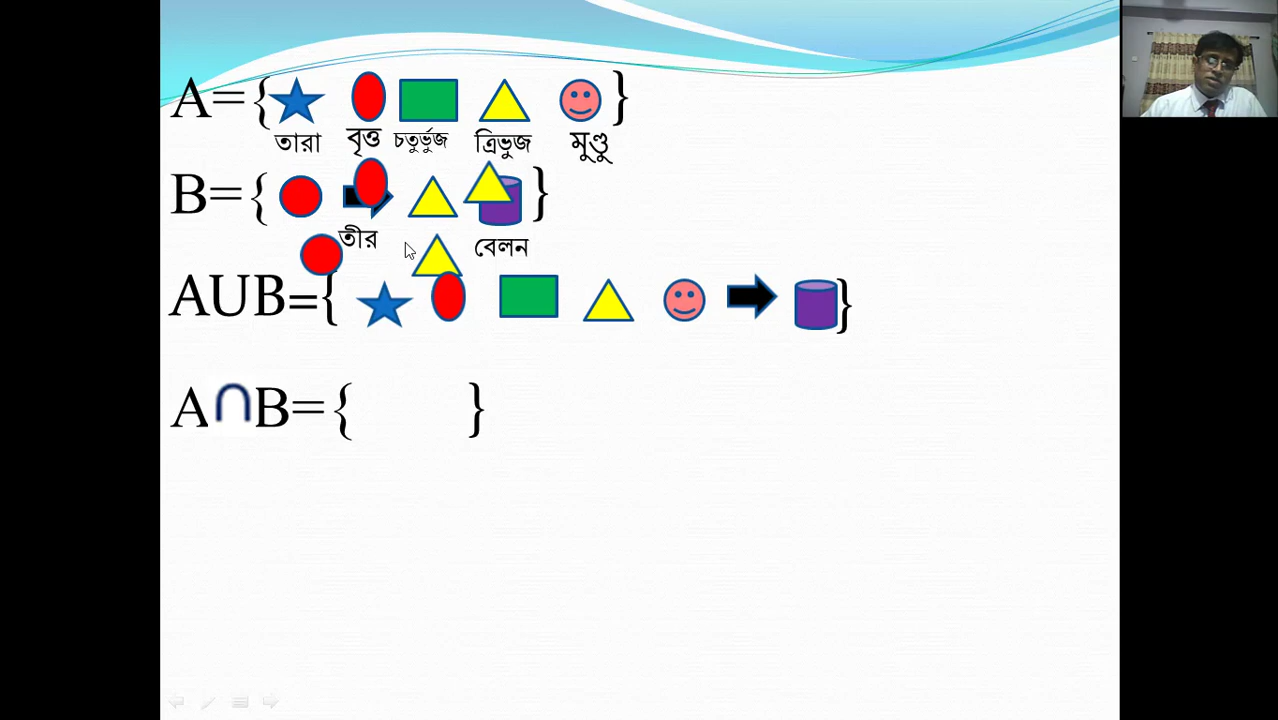 A={ }
তারা বৃত্ত চতুর্ভুজ ত্রিভুজ মুণ্ডু
B={ }
তীর বেলন
AUB={ }
A∩B={ }